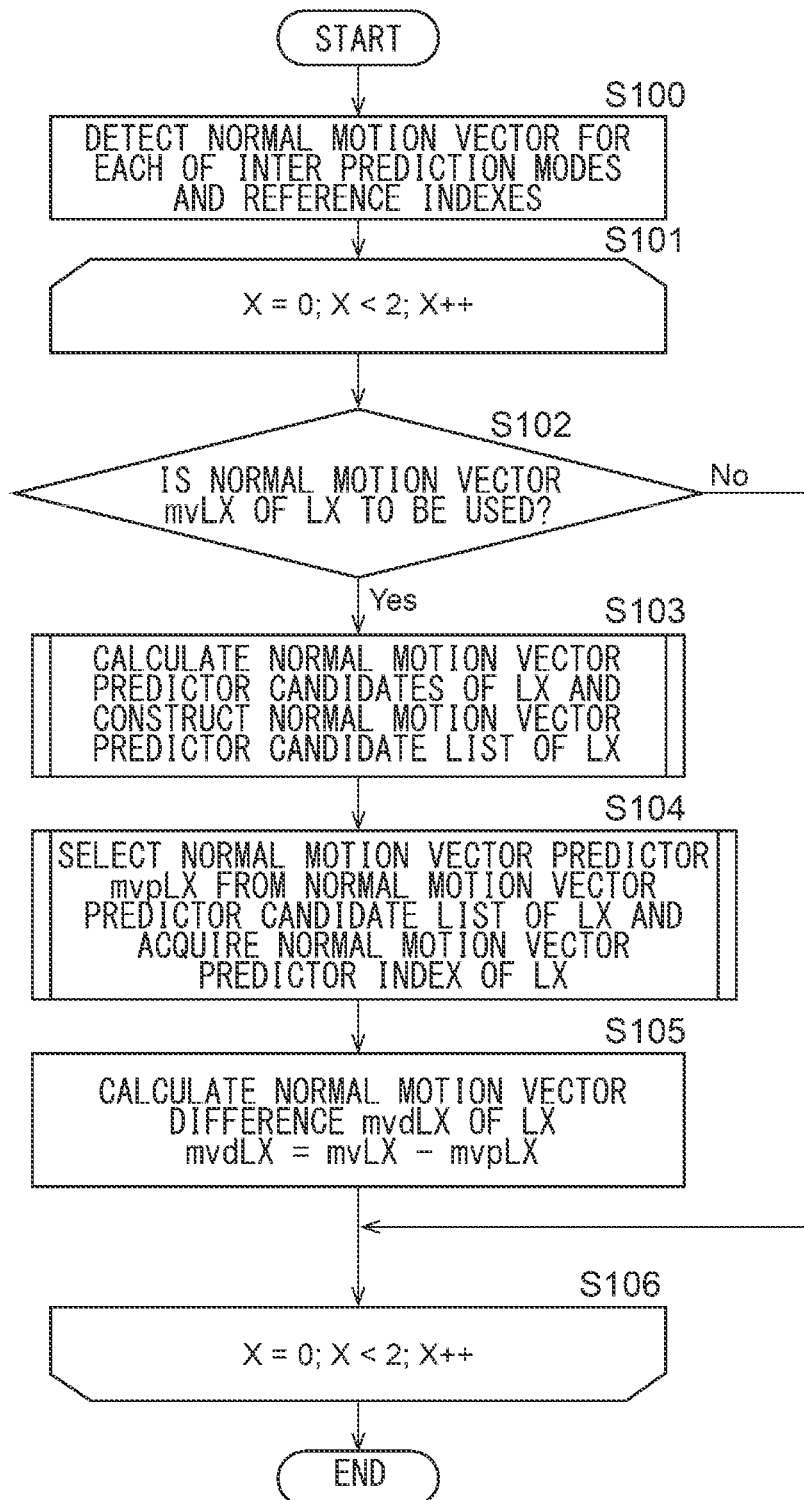 START
S100
DETECT NORMAL MOTION VECTOR FOR
EACH OF INTER PREDICTION MODES
AND REFERENCE INDEXES
S101
X = 0; X < 2; X++
S102
IS NORMAL MOTION VECTOR
mvLX OF LX TO BE USED?
No
Yes
S103
CALCULATE NORMAL MOTION VECTOR
PREDICTOR CANDIDATES OF LX AND
CONSTRUCT NORMAL MOTION VECTOR
PREDICTOR CANDIDATE LIST OF LX
S104
SELECT NORMAL MOTION VECTOR PREDICTOR
mvpLX FROM NORMAL MOTION VECTOR
PREDICTOR CANDIDATE LIST OF LX AND
ACQUIRE NORMAL MOTION VECTOR
PREDICTOR INDEX OF LX
S105
CALCULATE NORMAL MOTION VECTOR
DIFFERENCE mvdLX OF LX
mvdLX = mvLX - mvpLX
S106
X = 0; X < 2; X++
END